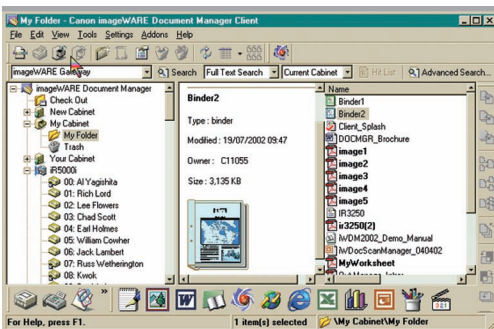 My Folder - Canon imageWARE Document Manager Client
File Edit View Tools Settings Addons Help
imageWARE Gateway Search Full Text Search Current Cabinet Hit List Advanced Search...
imageWARE Document Manager
Check Out
New Cabinet
My Cabinet
My Folder
Trash
Your Cabinet
iR5000i
00: Al Yagishita
01: Rich Lord
02: Lee Flowers
03: Chad Scott
04: Earl Holmes
05: William Cowher
06: Jack Lambert
07: Russ Wetherington
08: Kwok
Binder2
Type : binder
Modified : 19/07/2002 09:47
Owner : C11055
Size : 3,135 KB
Name
Binder1
Binder2
Client_Splash
DOCMGR_Brochure
image1
image2
image3
image4
image5
IR3250
ir3250(2)
iWDM2002_Demo_Manual
iWDocScanManager_040402
MyWorksheet
For Help, press F1.
1 item(s) selected
\My Cabinet\My Folder